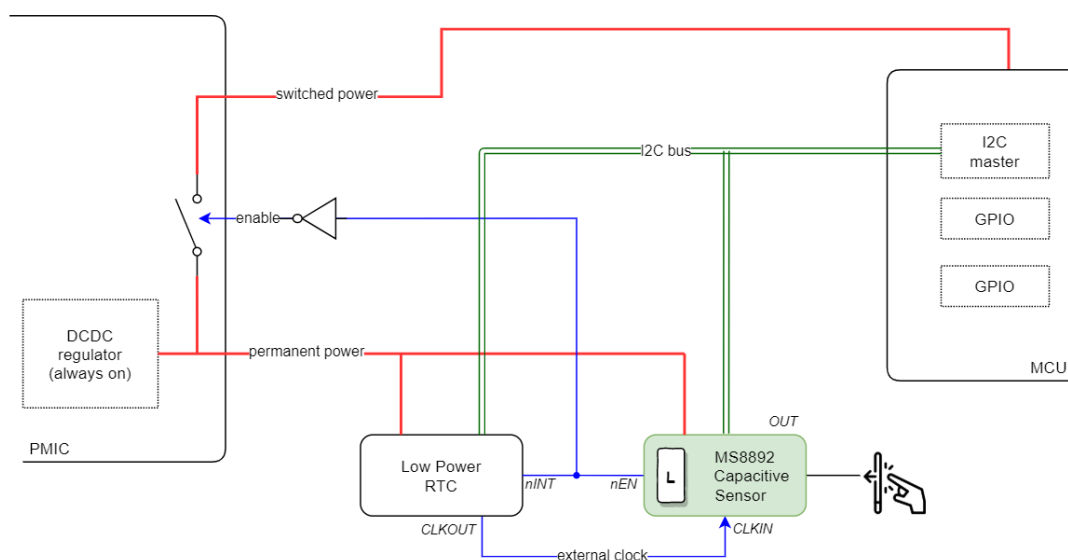 switched power
I2C bus
I2C
master
enable
GPIO
GPIO
DCDC
regulator
(always on)
permanent power
MCU
OUT
PMIC
Low Power
RTC
nINT
nEN
L
MS8892
Capacitive
Sensor
CLKOUT
CLKIN
external clock